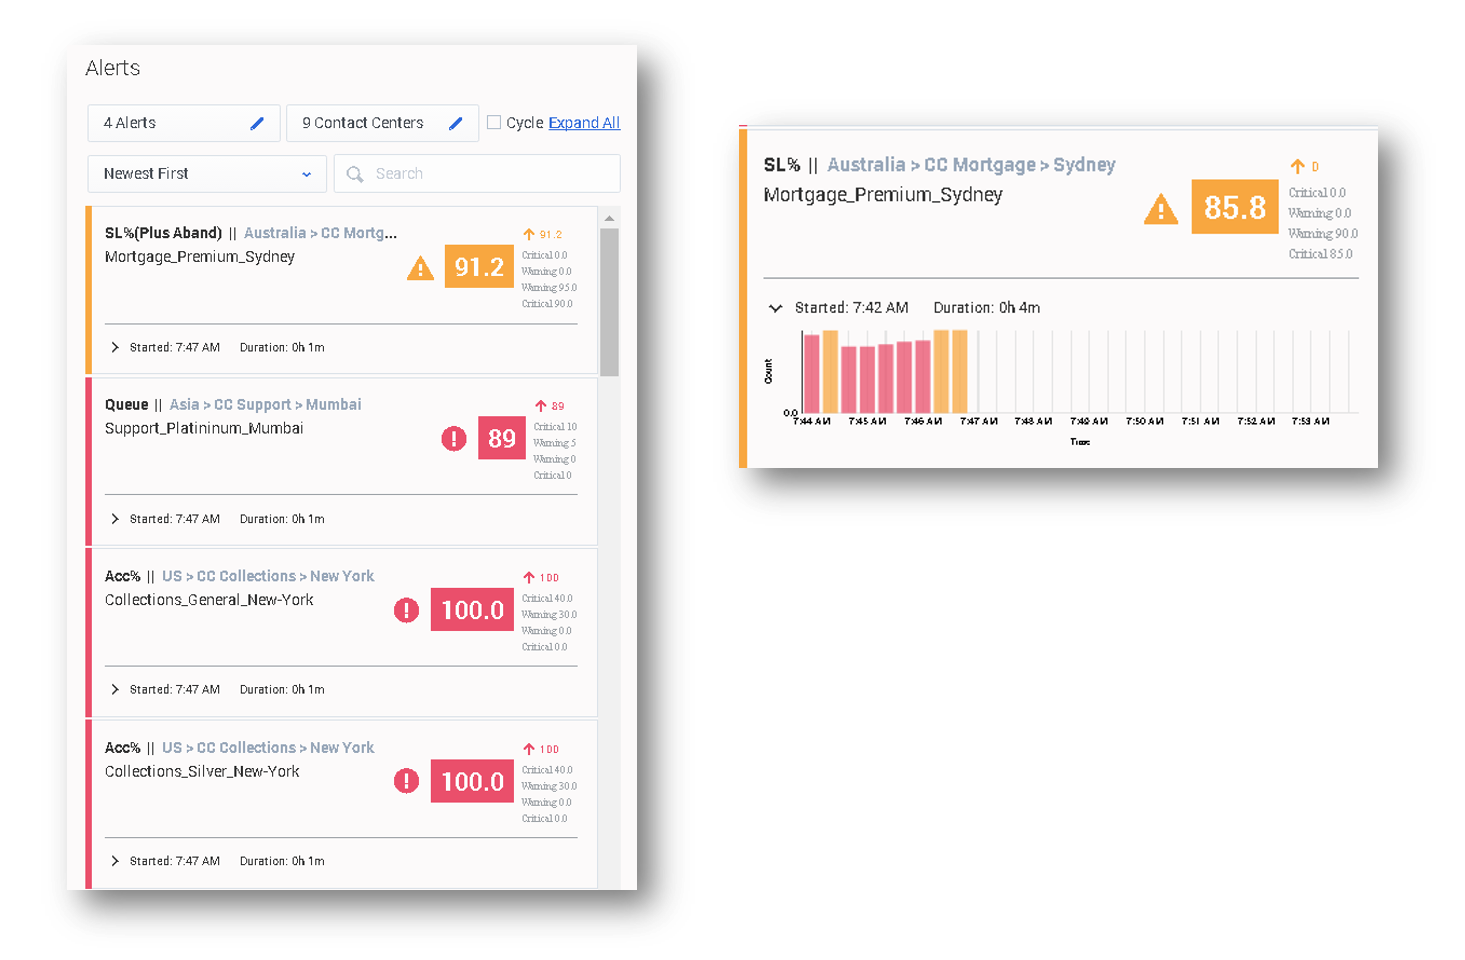 Alerts
4 Alerts
9 Contact Centers
Cycle Expand All
Newest First
Search
SL%(Plus Aband) || Australia > CC Mortg...
Mortgage_Premium_Sydney
91.2
91.2
Critical 0.0
Warning 0.0
Warning 95.0
Critical 90.0
Started: 7:47 AM Duration: 0h 1m
Queue || Asia > CC Support > Mumbai
Support_Platininum_Mumbai
89
89
Critical 10
Warning 5
Warning 0
Critical 0
Started: 7:47 AM Duration: 0h 1m
Acc% || US > CC Collections > New York
Collections_General_New-York
100.0
100
Critical 40.0
Warning 30.0
Warning 0.0
Critical 0.0
Started: 7:47 AM Duration: 0h 1m
Acc% || US > CC Collections > New York
Collections_Silver_New-York
100.0
100
Critical 40.0
Warning 30.0
Warning 0.0
Critical 0.0
Started: 7:47 AM Duration: 0h 1m
SL% || Australia > CC Mortgage > Sydney
Mortgage_Premium_Sydney
85.8
Critical 0.0
Warning 0.0
Warning 90.0
Critical 85.0
Started: 7:42 AM Duration: 0h 4m
Count
0.0
7:44 AM 7:45 AM 7:46 AM 7:47 AM 7:48 AM 7:49 AM 7:50 AM 7:51 AM 7:52 AM 7:53 AM
Time